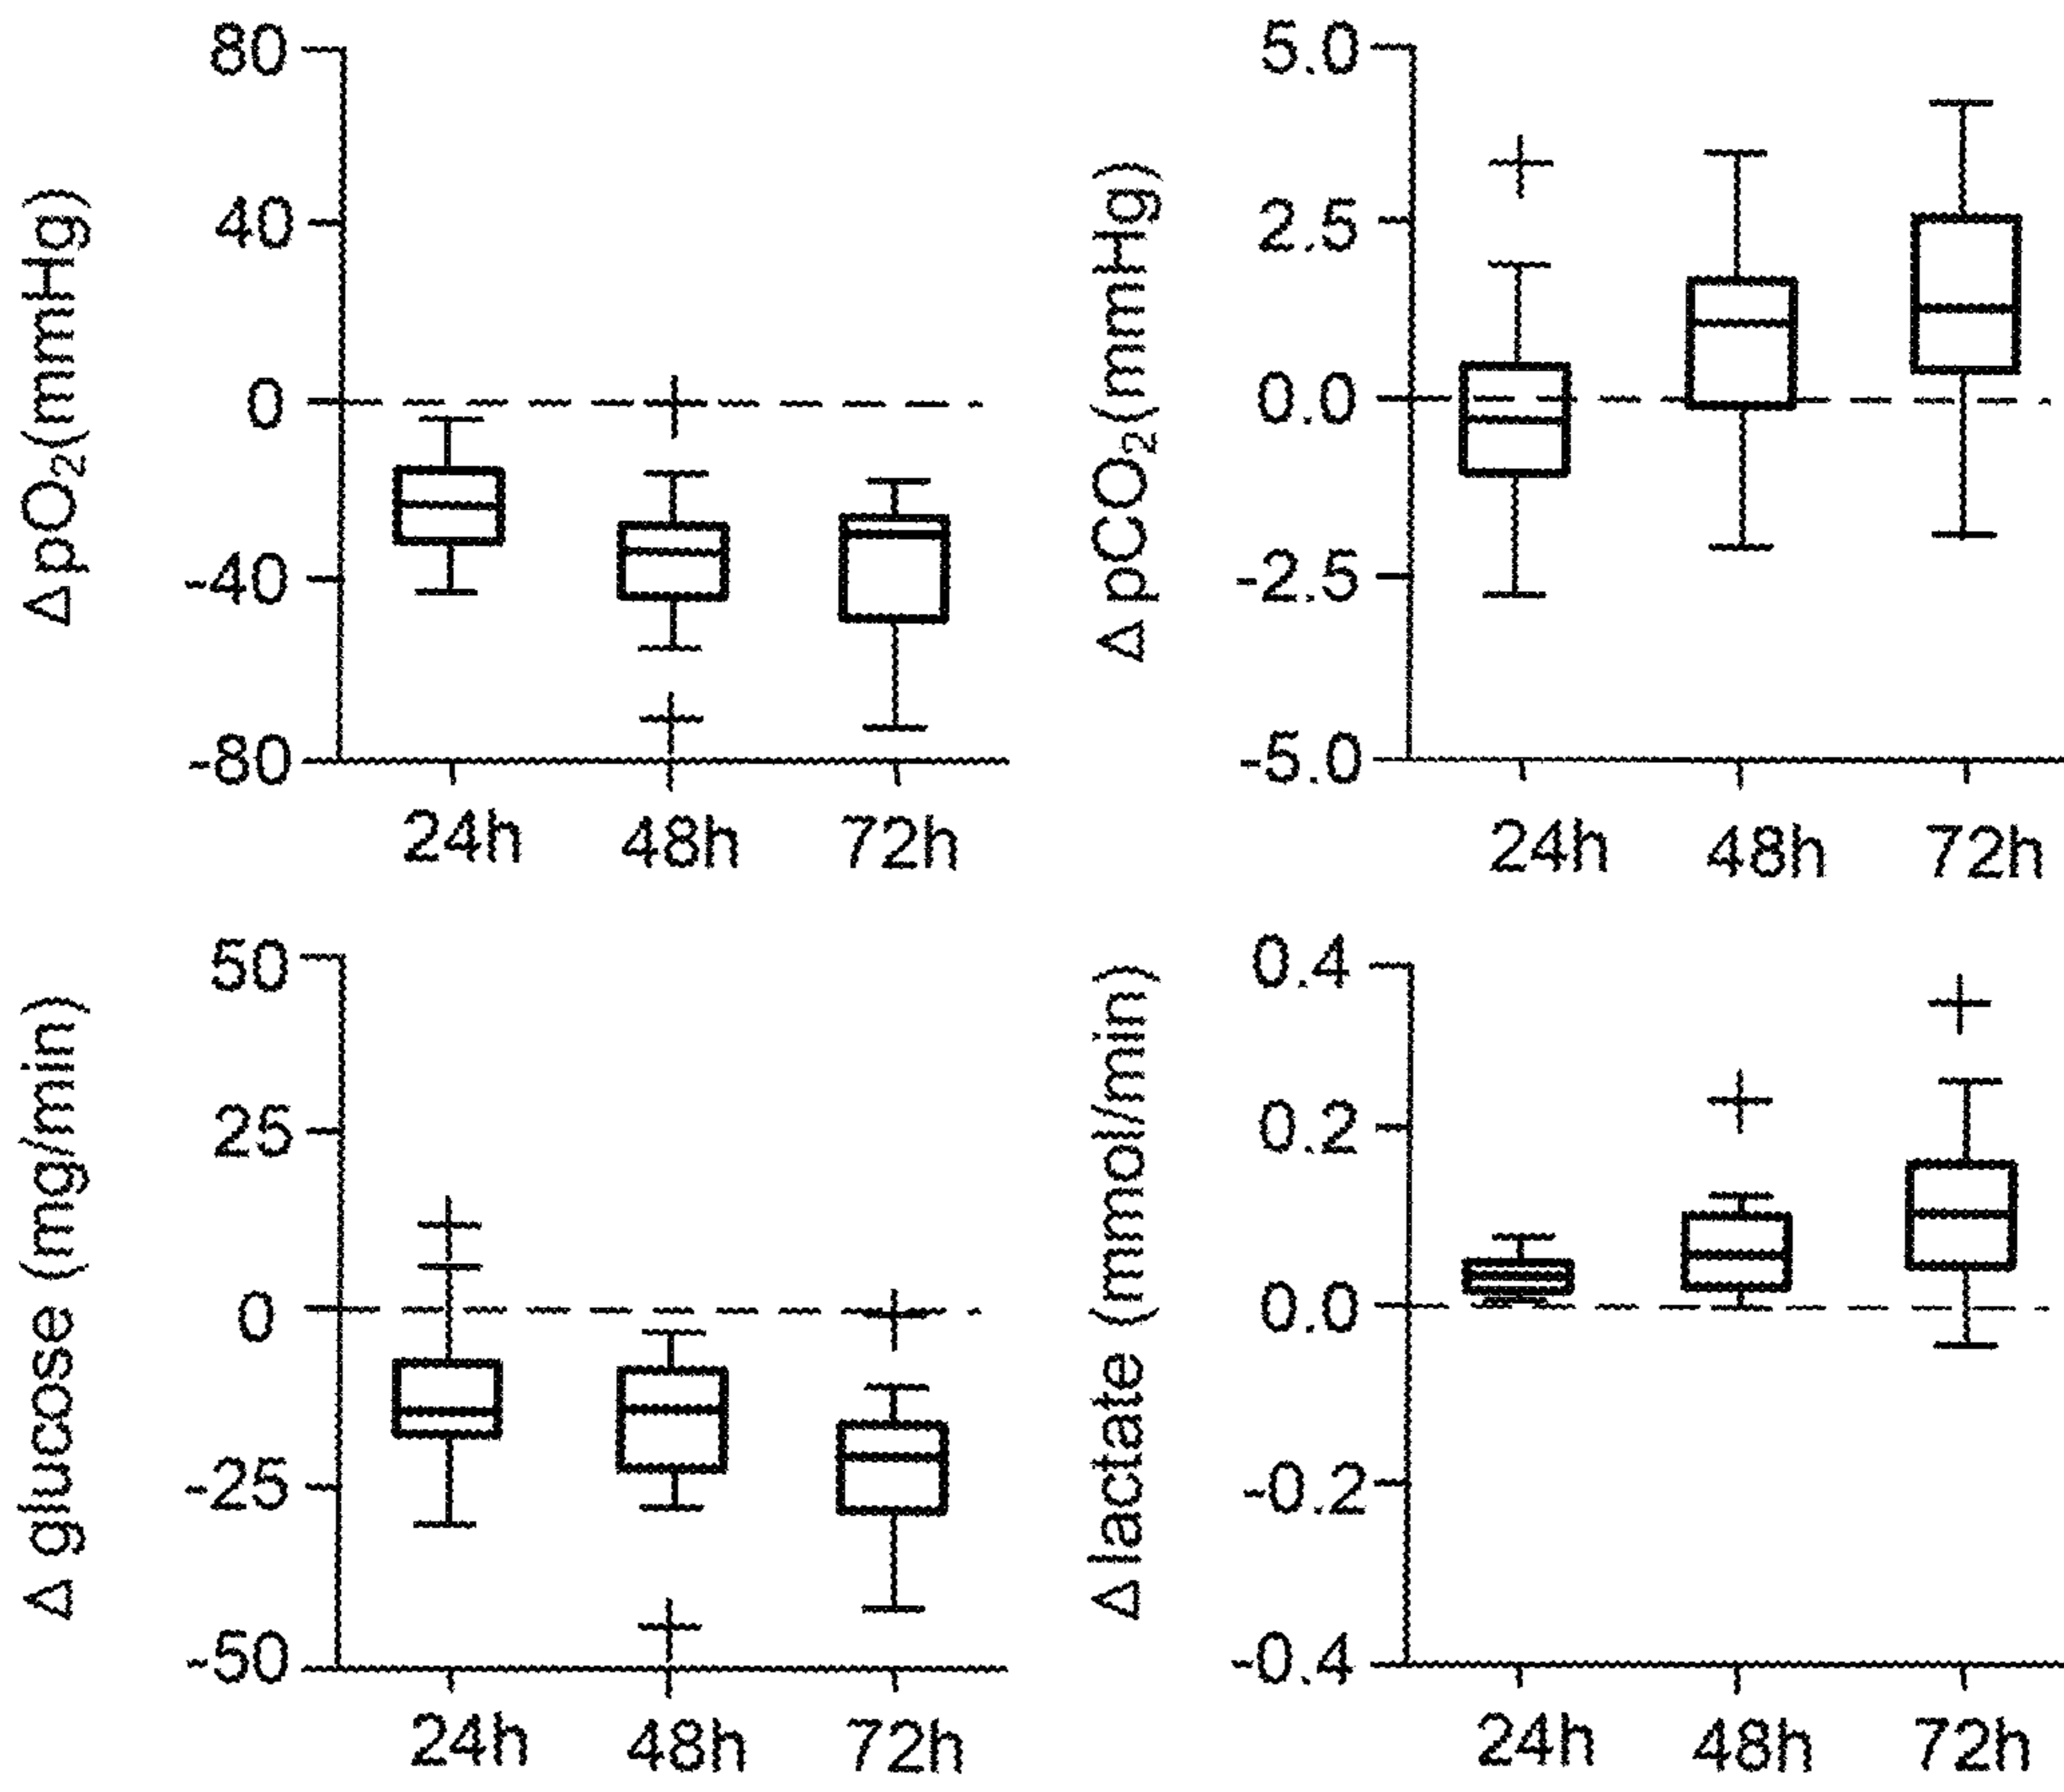 Δ pO₂(mmHg)
80
40
0
-40
-80
24h 48h 72h
Δ pCO₂(mmHg)
5.0
2.5
0.0
-2.5
-5.0
24h 48h 72h
Δ glucose (mg/min)
50
25
0
-25
-50
24h 48h 72h
Δ lactate (mmol/min)
0.4
0.2
0.0
-0.2
-0.4
24h 48h 72h